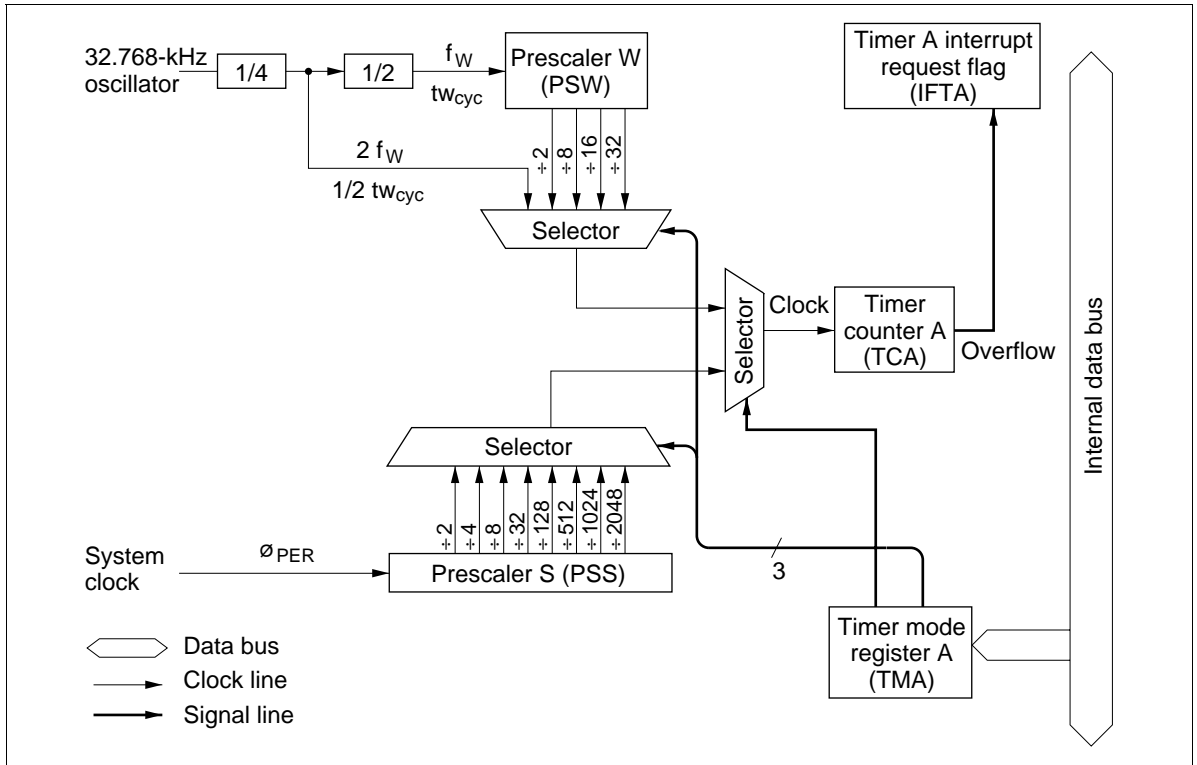 32.768-kHz
oscillator
1/4
1/2
fW
twcyc
Prescaler W
(PSW)
Timer A interrupt
request flag
(IFTA)
2 fW
1/2 twcyc
÷2
÷8
÷16
÷32
Selector
Selector
Clock
Timer
counter A
(TCA)
Overflow
Internal data bus
Selector
÷2
÷4
÷8
÷32
÷128
÷512
÷1024
÷2048
System
clock
øPER
Prescaler S (PSS)
3
Timer mode
register A
(TMA)
Data bus
Clock line
Signal line